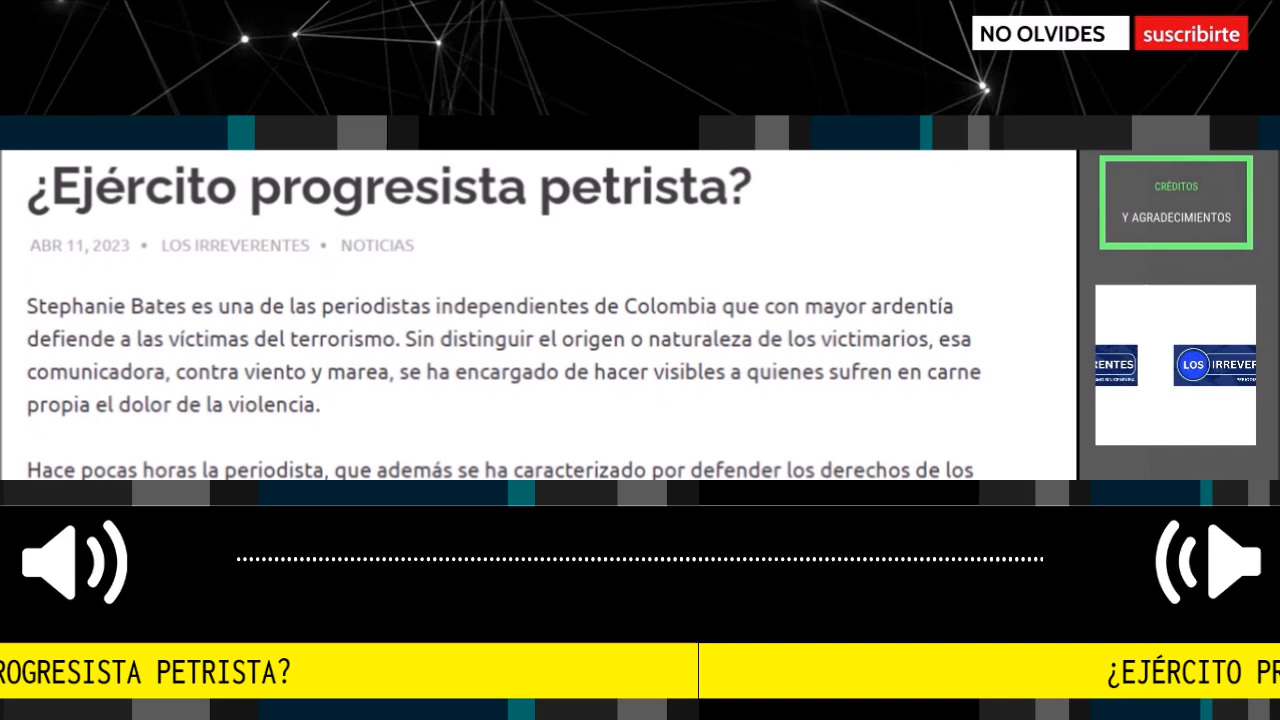 NO OLVIDES
suscribirte
¿Ejército progresista petrista?
ABR 11, 2023 • LOS IRREVERENTES • NOTICIAS
CRÉDITOS
Y AGRADECIMIENTOS
Stephanie Bates es una de las periodistas independientes de Colombia que con mayor ardentía
defiende a las víctimas del terrorismo. Sin distinguir el origen o naturaleza de los victimarios, esa
comunicadora, contra viento y marea, se ha encargado de hacer visibles a quienes sufren en carne
propia el dolor de la violencia.
ENTES
LOS IRREVER
Hace pocas horas la periodista, que además se ha caracterizado por defender los derechos de los
ROGRESISTA PETRISTA?
¿EJÉRCITO PR